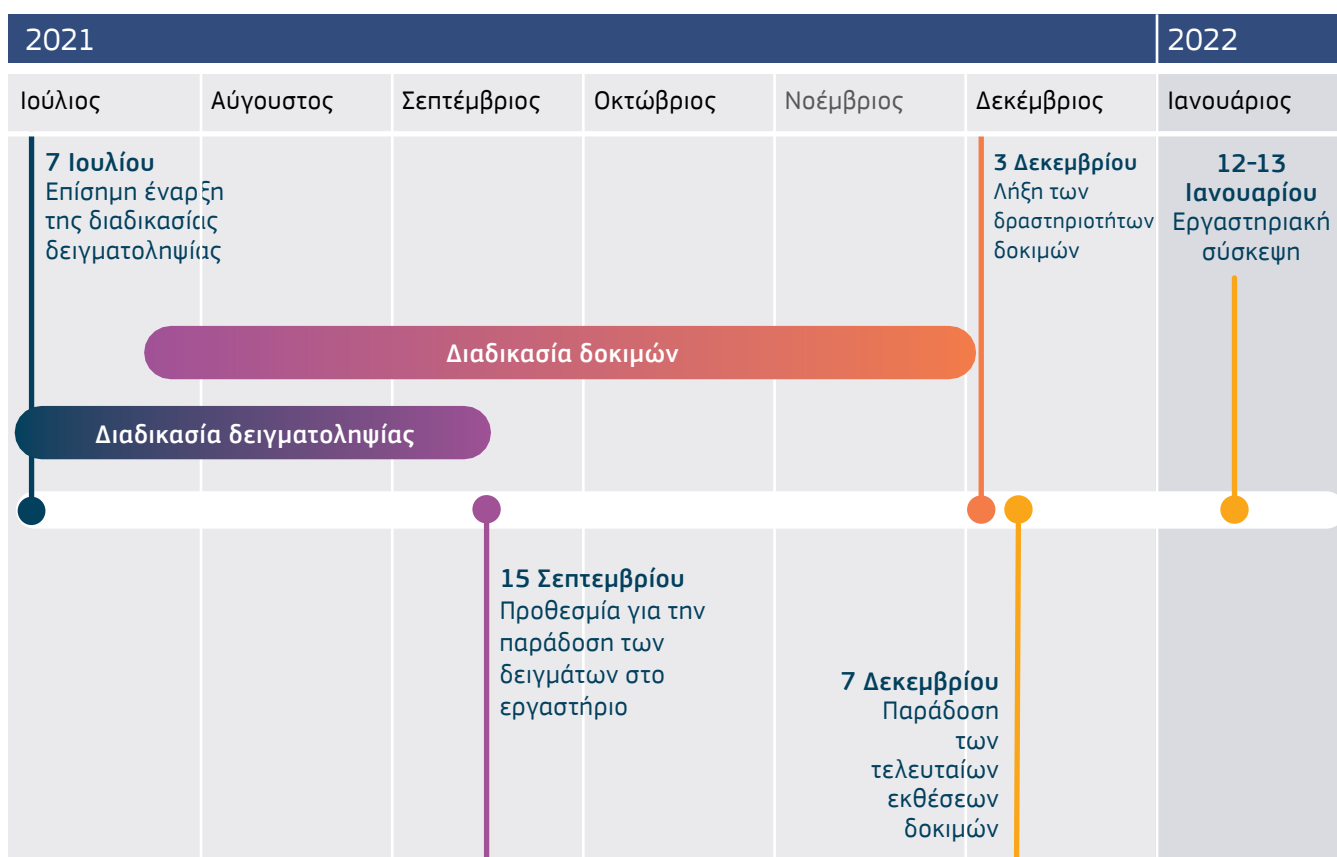 2021
2022
Ιούλιος
Αύγουστος
Σεπτέμβριος
Οκτώβριος
Νοέμβριος
Δεκέμβριος
Ιανουάριος
7 Ιουλίου
Επίσημη έναρξη
της διαδικασίας
δειγματοληψίας
3 Δεκεμβρίου
Λήξη των
δραστηριοτήτων
δοκιμών
12-13
Ιανουαρίου
Εργαστηριακή
σύσκεψη
Διαδικασία δοκιμών
Διαδικασία δειγματοληψίας
15 Σεπτεμβρίου
Προθεσμία για την
παράδοση των
δειγμάτων στο
εργαστήριο
7 Δεκεμβρίου
Παράδοση
των
τελευταίων
εκθέσεων
δοκιμών